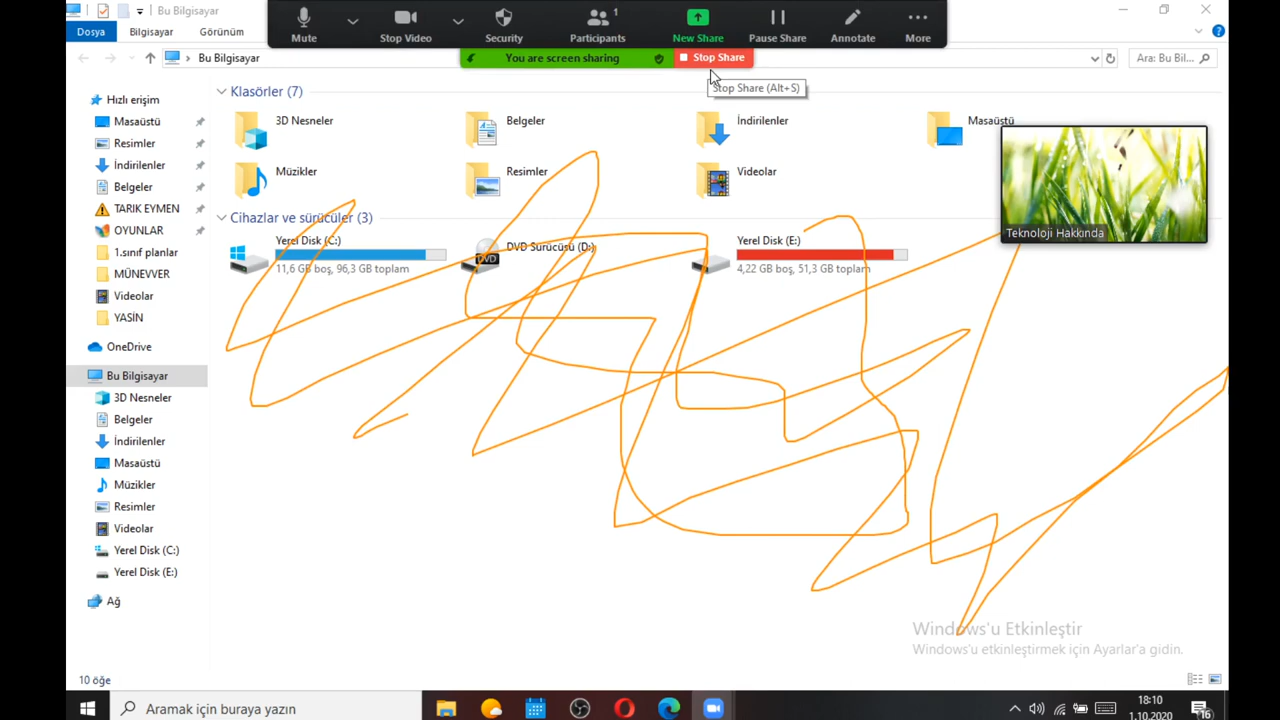 Bu Bilgisayar
Mute
Stop Video
Security
Participants
1
New Share
Pause Share
Annotate
More
Dosya
Bilgisayar
Görünüm
You are screen sharing
Stop Share
Bu Bilgisayar
Ara: Bu Bil...
Stop Share (Alt+S)
Hızlı erişim
Masaüstü
Resimler
İndirilenler
Belgeler
TARIK EYMEN
OYUNLAR
1.sınıf planlar
MÜNEVVER
Videolar
YASİN
OneDrive
Bu Bilgisayar
3D Nesneler
Belgeler
İndirilenler
Masaüstü
Müzikler
Resimler
Videolar
Yerel Disk (C:)
Yerel Disk (E:)
Ağ
Klasörler (7)
3D Nesneler
Belgeler
İndirilenler
Masaüstü
Müzikler
Resimler
Videolar
Teknoloji Hakkında
Cihazlar ve sürücüler (3)
Yerel Disk (C:)
11,6 GB boş, 96,3 GB toplam
DVD Sürücüsü (D:)
DVD
Yerel Disk (E:)
4,22 GB boş, 51,3 GB toplam
Windows'u Etkinleştir
Windows'u etkinleştirmek için Ayarlar'a gidin.
10 öğe
Aramak için buraya yazın
18:10
1.10.2020
16